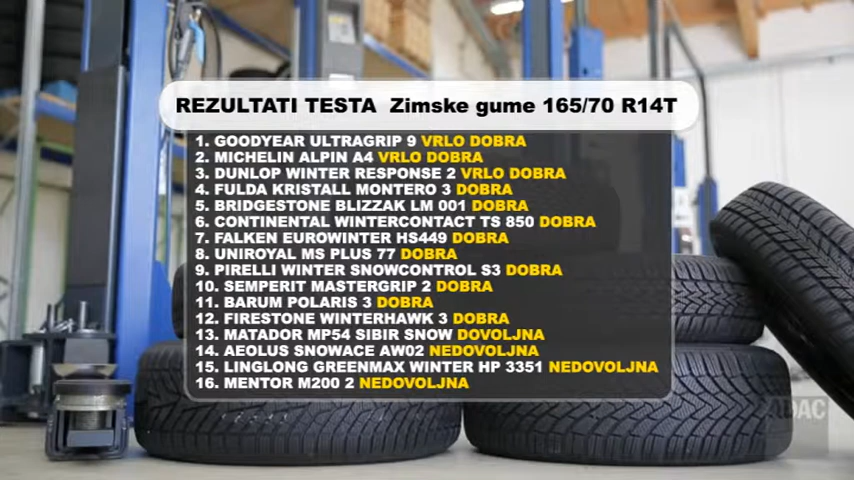 REZULTATI TESTA Zimske gume 165/70 R14T
1. GOODYEAR ULTRAGRIP 9 VRLO DOBRA
2. MICHELIN ALPIN A4 VRLO DOBRA
3. DUNLOP WINTER RESPONSE 2 VRLO DOBRA
4. FULDA KRISTALL MONTERO 3 DOBRA
5. BRIDGESTONE BLIZZAK LM 001 DOBRA
6. CONTINENTAL WINTERCONTACT TS 850 DOBRA
7. FALKEN EUROWINTER HS449 DOBRA
8. UNIROYAL MS PLUS 77 DOBRA
9. PIRELLI WINTER SNOWCONTROL S3 DOBRA
10. SEMPERIT MASTERGRIP 2 DOBRA
11. BARUM POLARIS 3 DOBRA
12. FIRESTONE WINTERHAWK 3 DOBRA
13. MATADOR MP54 SIBIR SNOW DOVOLJNA
14. AEOLUS SNOWACE AW02 NEDOVOLJNA
15. LINGLONG GREENMAX WINTER HP 3351 NEDOVOLJNA
16. MENTOR M200 2 NEDOVOLJNA
ADAC